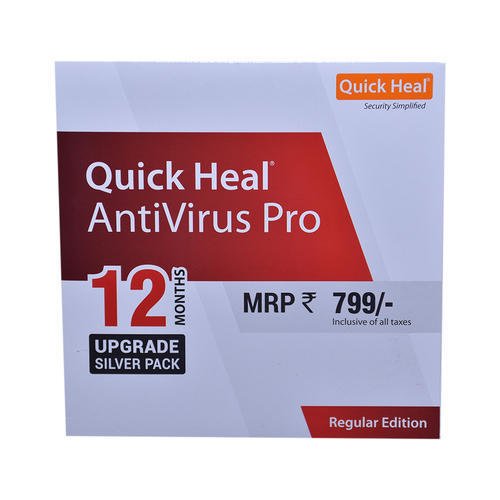 Quick Heal®
Security Simplified
Quick Heal®
AntiVirus Pro
12 MONTHS
UPGRADE
SILVER PACK
MRP ₹ 799/-
Inclusive of all taxes
Regular Edition